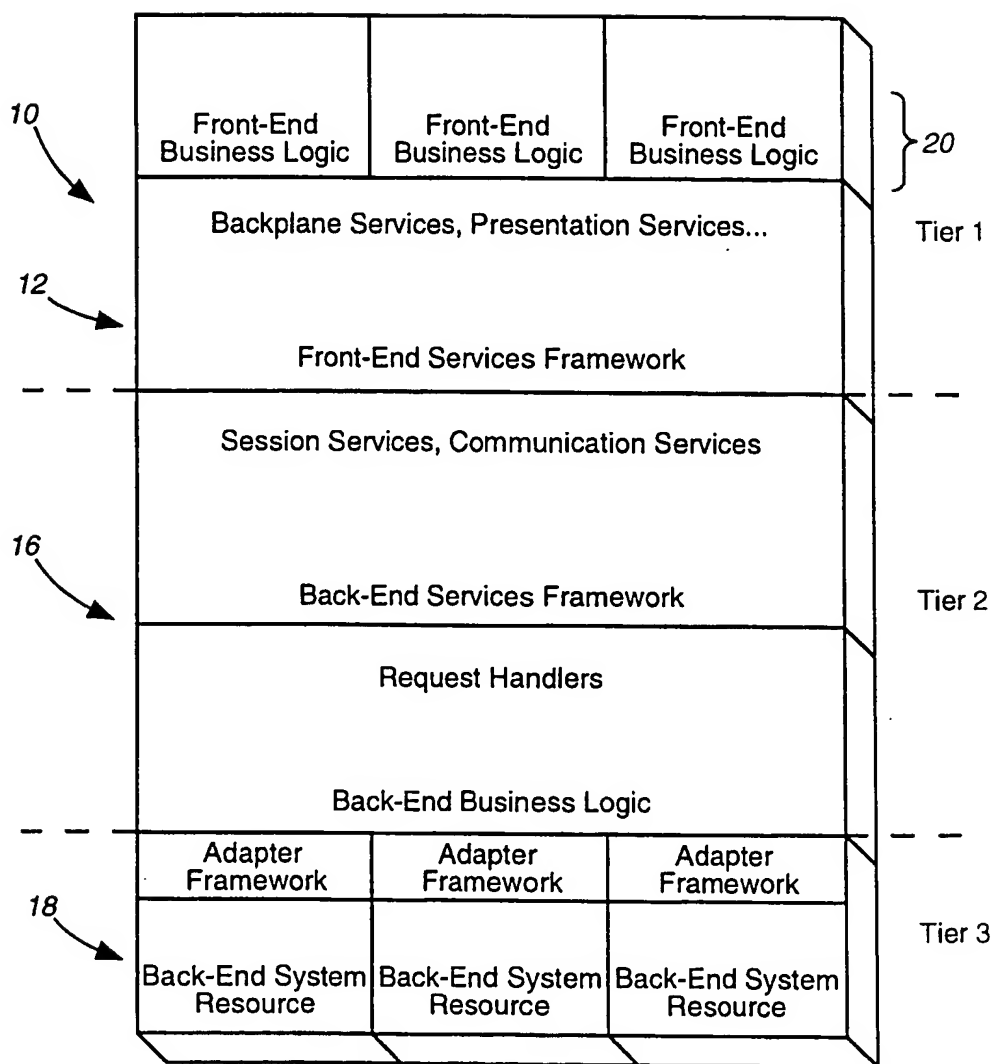 10
Front-End
Business Logic
Front-End
Business Logic
Front-End
Business Logic
20
Backplane Services, Presentation Services...
Tier 1
12
Front-End Services Framework
Session Services, Communication Services
16
Back-End Services Framework
Tier 2
Request Handlers
Back-End Business Logic
Adapter
Framework
Adapter
Framework
Adapter
Framework
18
Tier 3
Back-End System
Resource
Back-End System
Resource
Back-End System
Resource